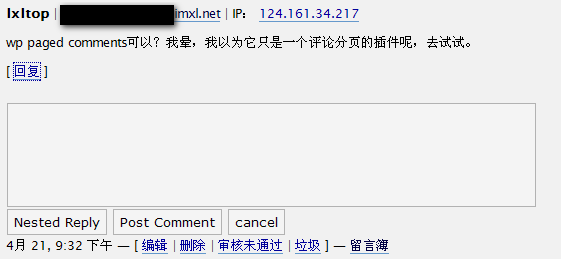 lxltop | imxl.net | IP： 124.161.34.217
wp paged comments可以？我晕，我以为它只是一个评论分页的插件呢，去试试。
[ 回复 ]
Nested Reply Post Comment cancel
4月 21, 9:32 下午 — [ 编辑 | 删除 | 审核未通过 | 垃圾 ] — 留言簿